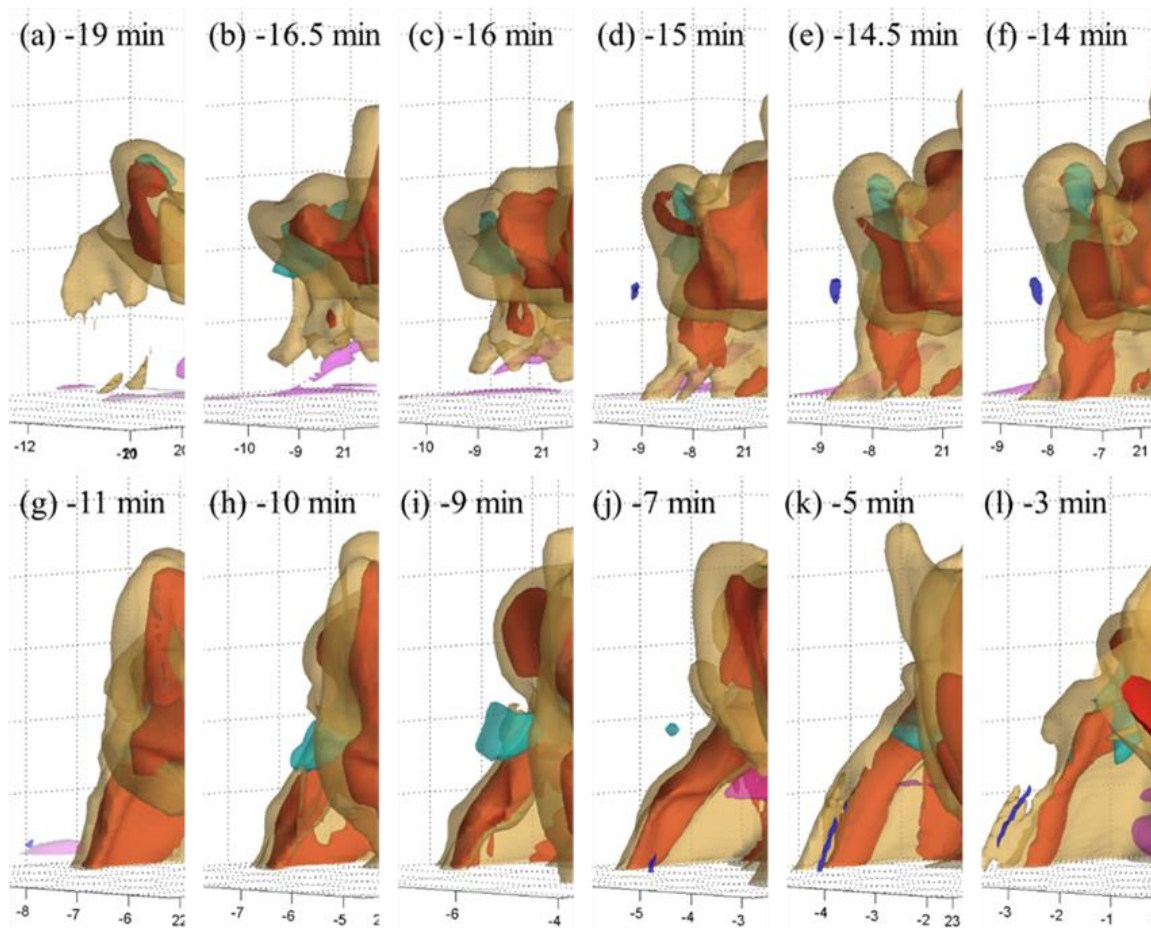 (a) -19 min (b) -16.5 min (c) -16 min (d) -15 min (e) -14.5 min (f) -14 min
-12 20 -10 -9 21 -10 -9 21 -9 -8 21 -9 -8 21 -9 -8 -7 21
(g) -11 min (h) -10 min (i) -9 min (j) -7 min (k) -5 min (l) -3 min
-8 -7 -6 22 -7 -6 -5 -6 -4 -5 -4 -3 -4 -3 -2 23 -3 -2 -1